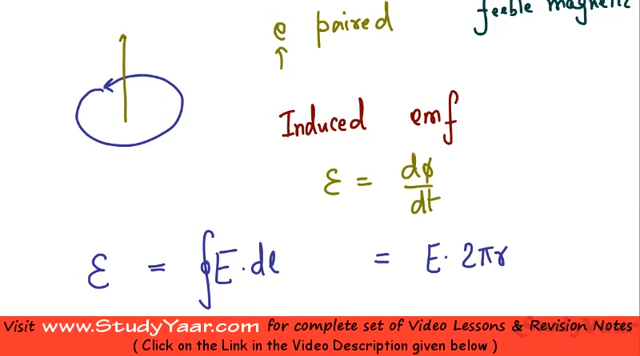 e paired
feeble magnetic
Induced emf
ε = dφ/dt
ε = ∮E·dl = E·2πr
Visit www.StudyYaar.com for complete set of Video Lessons & Revision Notes
( Click on the Link in the Video Description given below )